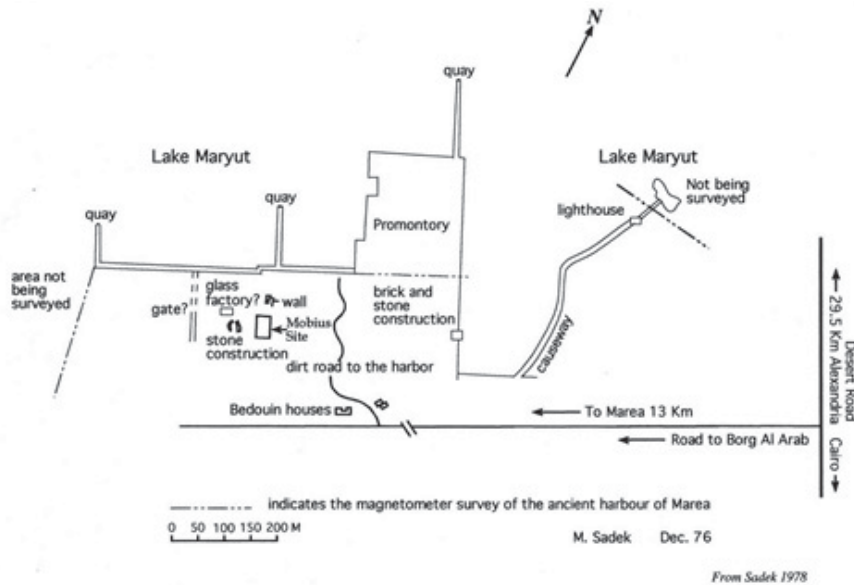 N
quay
Lake Maryut
Lake Maryut
Not being
surveyed
quay
lighthouse
quay
Promontory
area not
being
surveyed
glass
factory?
wall
gate?
Mobius
Site
stone
construction
brick and
stone
construction
causeway
dirt road to the harbor
Bedouin houses
To Marea 13 Km
Road to Borg Al Arab
Desert Road
29.5 Km Alexandria Cairo
indicates the magnetometer survey of the ancient harbour of Marea
0 50 100 150 200 M
M. Sadek Dec. 76
From Sadek 1978